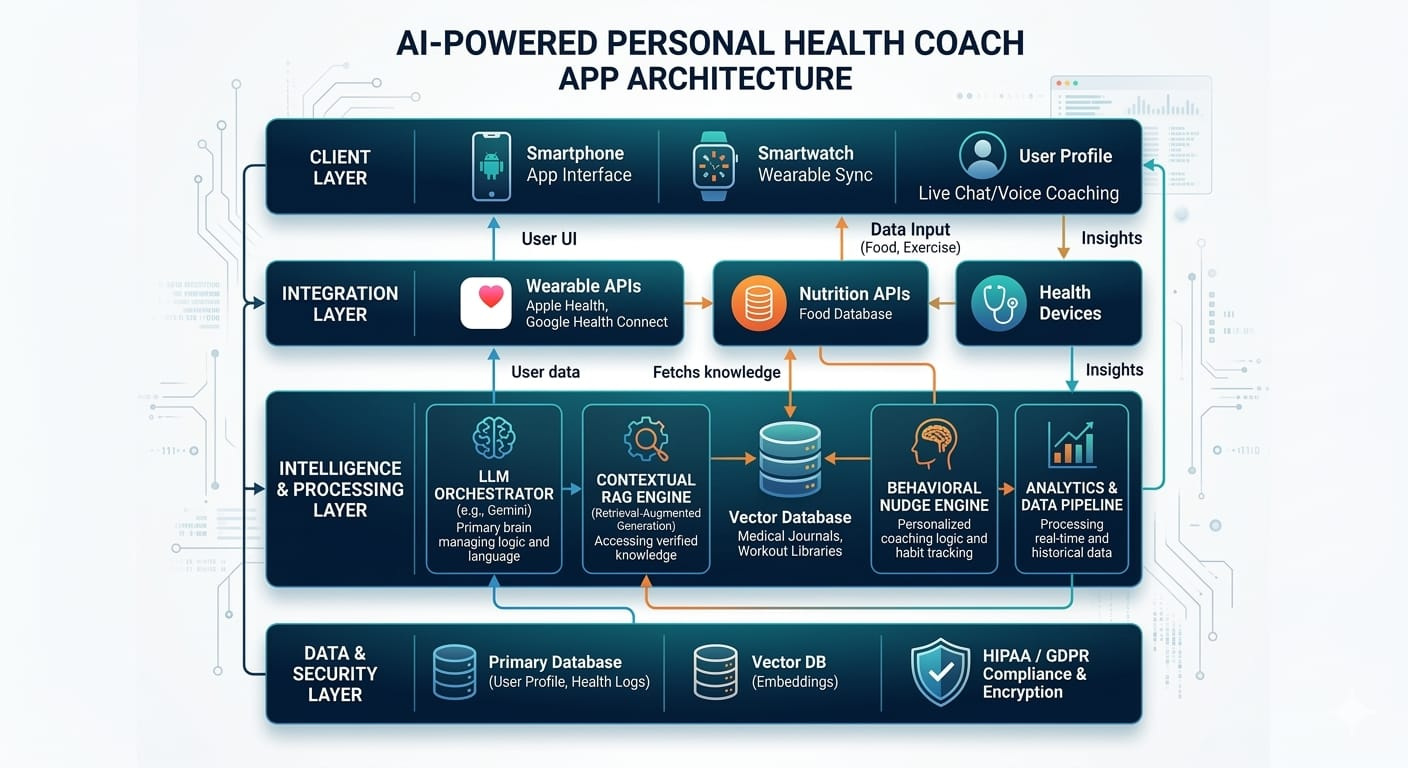 AI-POWERED PERSONAL HEALTH COACH
APP ARCHITECTURE
CLIENT
LAYER
Smartphone
App Interface
Smartwatch
Wearable Sync
User Profile
Live Chat/Voice Coaching
User UI
Data Input
(Food, Exercise)
Insights
INTEGRATION
LAYER
Wearable APIs
Apple Health,
Google Health Connect
Nutrition APIs
Food Database
Health
Devices
User data
Fetchs knowledge
Insights
INTELLIGENCE
& PROCESSING
LAYER
LLM
ORCHESTRATOR
(e.g., Gemini)
Primary brain
managing logic and
language
CONTEXTUAL
RAG ENGINE
(Retrieval-Augmented
Generation)
Accessing verified
knowledge
Vector Database
Medical Journals,
Workout Libraries
BEHAVIORAL
NUDGE ENGINE
Personalized
coaching logic and
habit tracking
ANALYTICS &
DATA PIPELINE
Processing
real-time and
historical data
DATA &
SECURITY
LAYER
Primary Database
(User Profile, Health Logs)
Vector DB
(Embeddings)
HIPAA / GDPR
Compliance &
Encryption